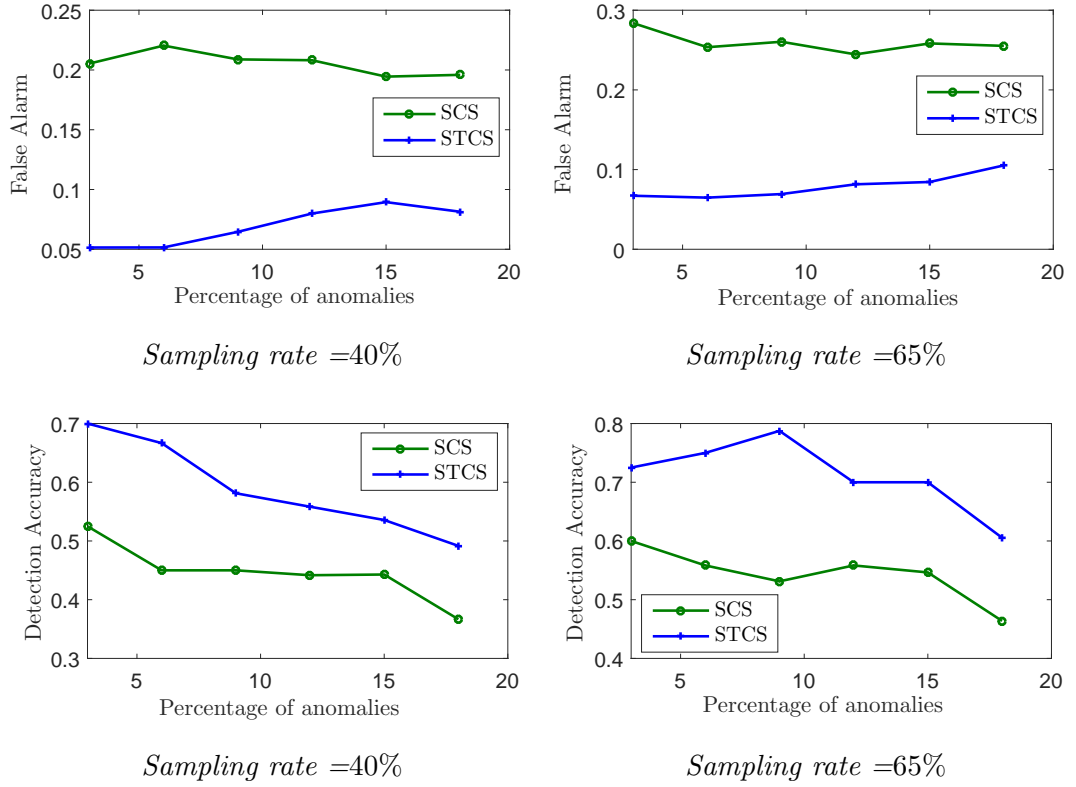 0.25
0.2
0.15
0.1
0.05
False Alarm
5 10 15 20
Percentage of anomalies
SCS
STCS
Sampling rate =40%
0.3
0.2
0.1
0
False Alarm
5 10 15 20
Percentage of anomalies
SCS
STCS
Sampling rate =65%
0.7
0.6
0.5
0.4
0.3
Detection Accuracy
5 10 15 20
Percentage of anomalies
SCS
STCS
Sampling rate =40%
0.8
0.7
0.6
0.5
0.4
Detection Accuracy
5 10 15 20
Percentage of anomalies
SCS
STCS
Sampling rate =65%